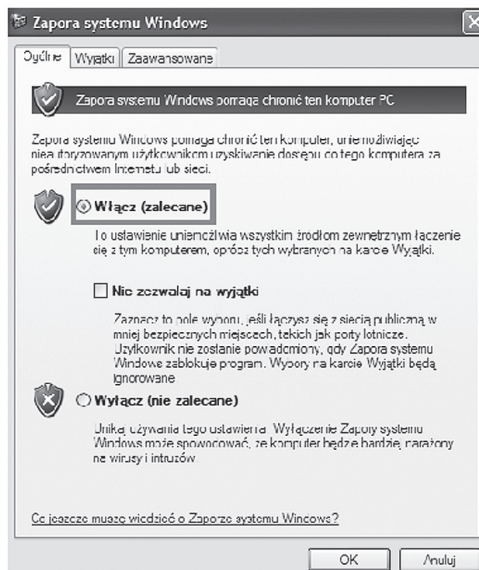 Zapora systemu Windows
Ogólne Wyjątki Zaawansowane
Zapora systemu Windows pomaga chronić ten komputer PC
Zapora systemu Windows pomaga chronić ten komputer, uniemożliwiając
nieautoryzowanym użytkownikom uzyskiwanie dostępu do tego komputera za
pośrednictwem Internetu lub sieci.
Włącz (zalecane)
To ustawienie uniemożliwia wszystkim źródłom zewnętrznym łączenie
się z tym komputerem, oprócz tych wybranych na karcie Wyjątki.
Nie zezwalaj na wyjątki
Zaznacz to pole wyboru, jeśli łączysz się z siecią publiczną w
mniej bezpiecznych miejscach, takich jak porty lotnicze.
Użytkownik nie zostanie powiadomiony, gdy Zapora systemu
Windows zablokuje program. Wybory na karcie Wyjątki będą
ignorowane.
Wyłącz (nie zalecane)
Unikaj używania tego ustawienia. Wyłączenie Zapory systemu
Windows może spowodować, że komputer będzie bardziej narażony
na wirusy i intruzów.
Co jeszcze muszę wiedzieć o Zaporze systemu Windows?
OK Anuluj